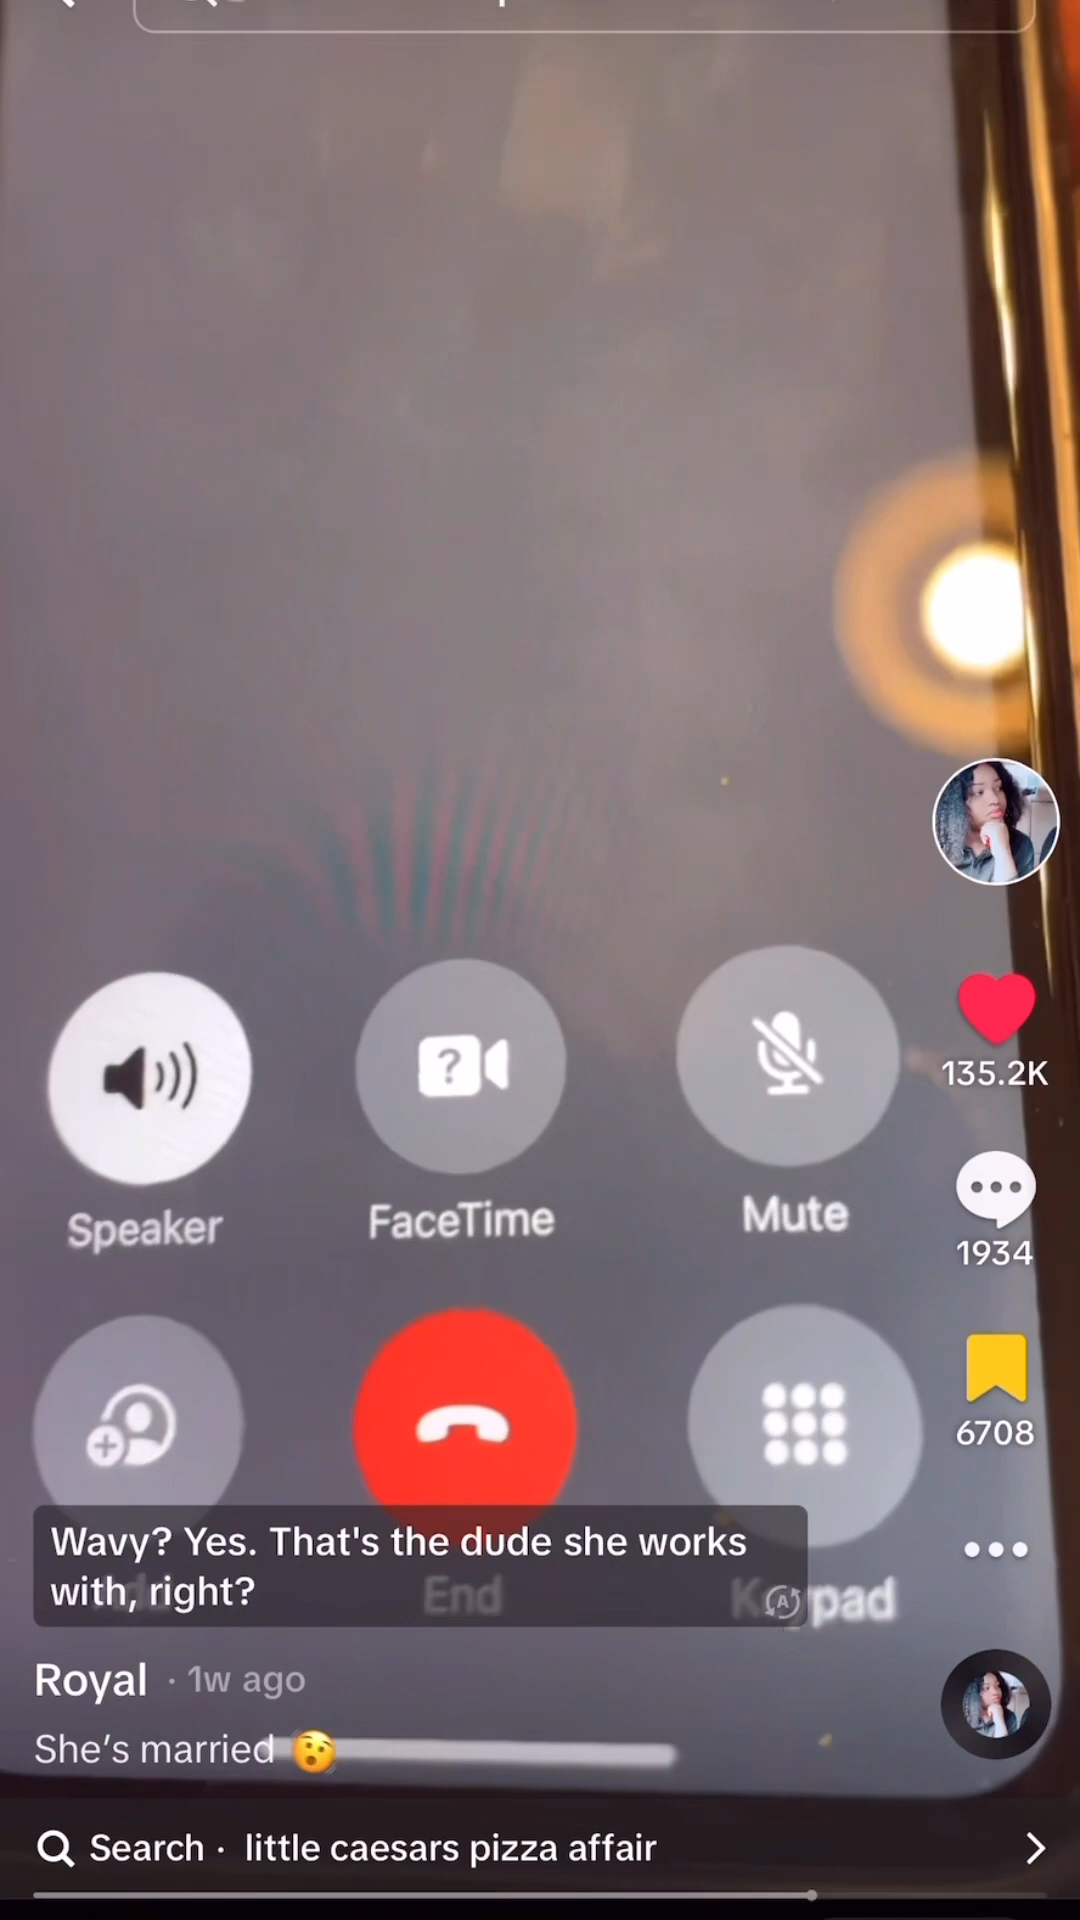 Speaker
FaceTime
Mute
135.2K
1934
6708
Wavy? Yes. That's the dude she works
with, right?
End
Keypad
Royal · 1w ago
She's married 😯
Search · little caesars pizza affair